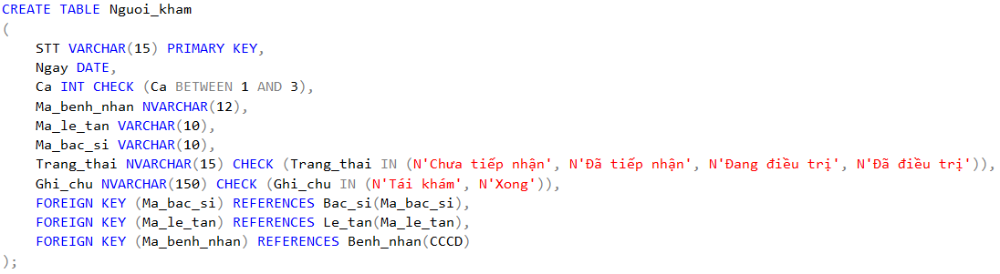 CREATE TABLE Nguoi_kham
(
    STT VARCHAR(15) PRIMARY KEY,
    Ngay DATE,
    Ca INT CHECK (Ca BETWEEN 1 AND 3),
    Ma_benh_nhan NVARCHAR(12),
    Ma_le_tan VARCHAR(10),
    Ma_bac_si VARCHAR(10),
    Trang_thai NVARCHAR(15) CHECK (Trang_thai IN (N'Chưa tiếp nhận', N'Đã tiếp nhận', N'Đang điều trị', N'Đã điều trị')),
    Ghi_chu NVARCHAR(150) CHECK (Ghi_chu IN (N'Tái khám', N'Xong')),
    FOREIGN KEY (Ma_bac_si) REFERENCES Bac_si(Ma_bac_si),
    FOREIGN KEY (Ma_le_tan) REFERENCES Le_tan(Ma_le_tan),
    FOREIGN KEY (Ma_benh_nhan) REFERENCES Benh_nhan(CCCD)
);